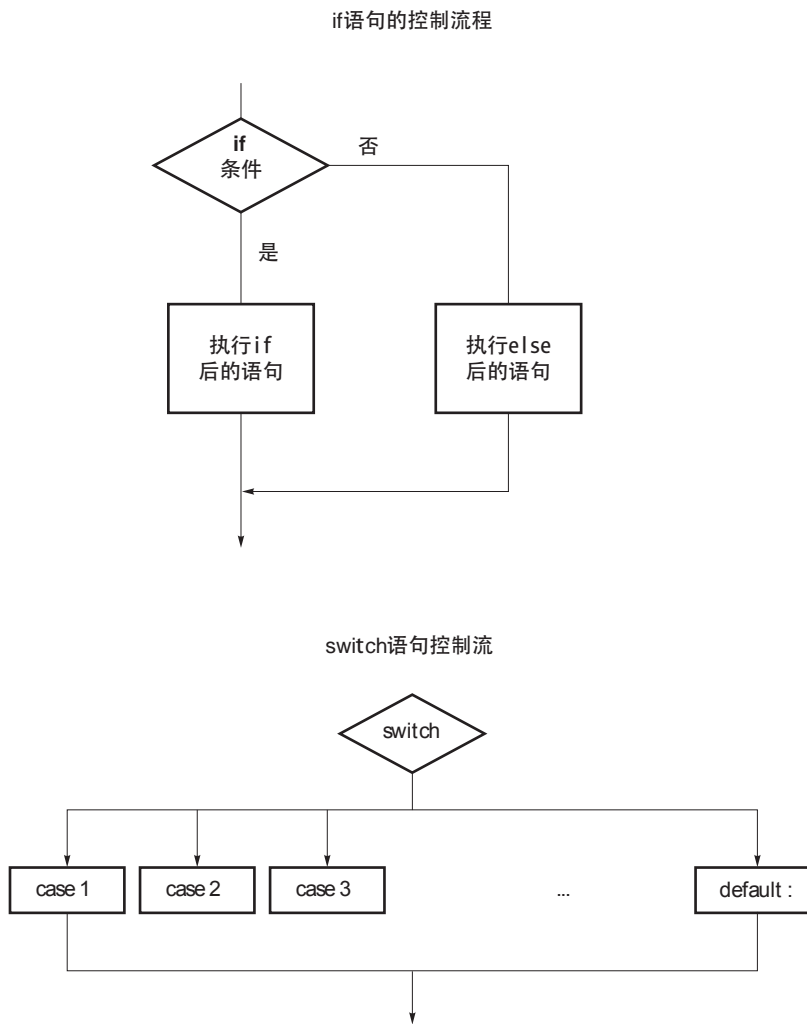 if语句的控制流程
if
条件
否
是
执行if
后的语句
执行else
后的语句
switch语句控制流
switch
case 1
case 2
case 3
...
default :